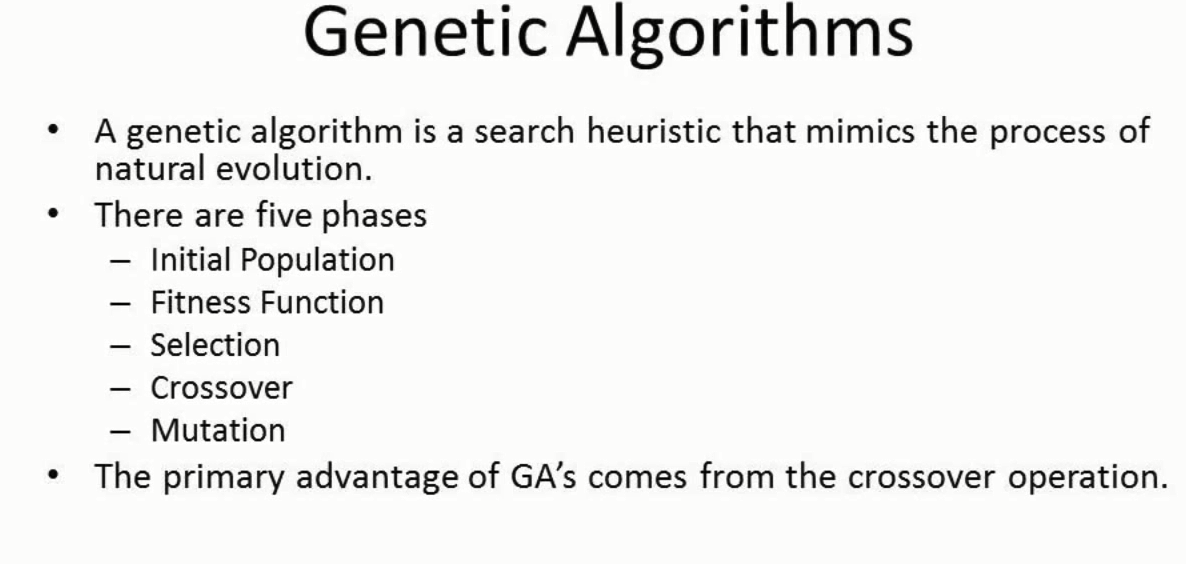 Genetic Algorithms
• A genetic algorithm is a search heuristic that mimics the process of
natural evolution.
• There are five phases
– Initial Population
– Fitness Function
– Selection
– Crossover
– Mutation
• The primary advantage of GA’s comes from the crossover operation.